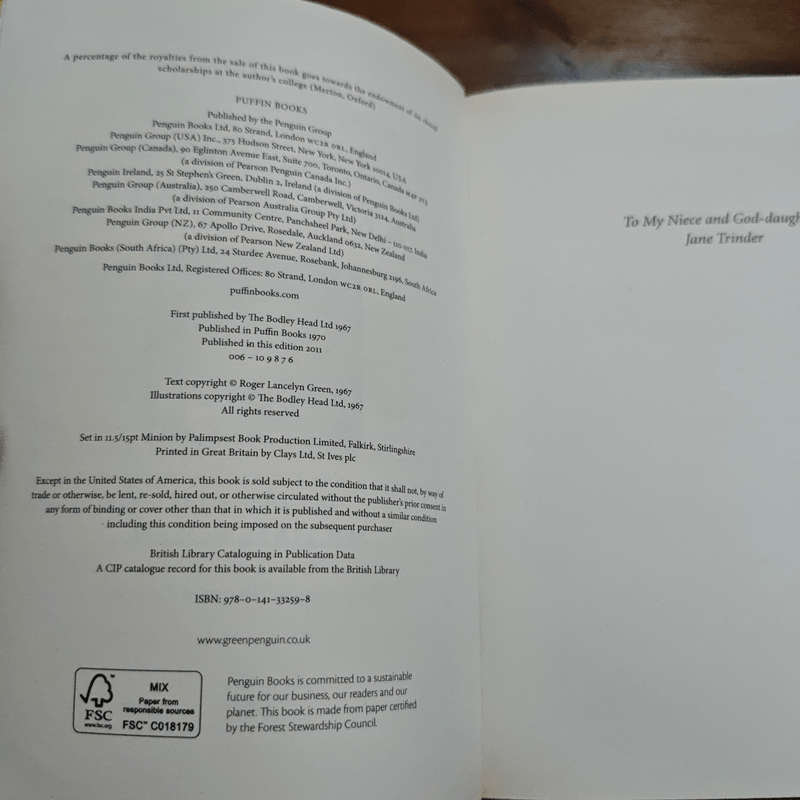 A percentage of the royalties from the sale of this book goes towards the endowment of six choral
scholarships at the author's college (Merton, Oxford)
PUFFIN BOOKS
Published by the Penguin Group
Penguin Books Ltd, 80 Strand, London WC2R 0RL, England
Penguin Group (USA) Inc., 375 Hudson Street, New York, New York 10014, USA
Penguin Group (Canada), 90 Eglinton Avenue East, Suite 700, Toronto, Ontario, Canada M4P 2Y3
(a division of Pearson Penguin Canada Inc.)
Penguin Ireland, 25 St Stephen's Green, Dublin 2, Ireland (a division of Penguin Books Ltd)
Penguin Group (Australia), 250 Camberwell Road, Camberwell, Victoria 3124, Australia
(a division of Pearson Australia Group Pty Ltd)
Penguin Books India Pvt Ltd, 11 Community Centre, Panchsheel Park, New Delhi – 110 017, India
Penguin Group (NZ), 67 Apollo Drive, Rosedale, Auckland 0632, New Zealand
(a division of Pearson New Zealand Ltd)
Penguin Books (South Africa) (Pty) Ltd, 24 Sturdee Avenue, Rosebank, Johannesburg 2196, South Africa
Penguin Books Ltd, Registered Offices: 80 Strand, London WC2R 0RL, England
puffinbooks.com
First published by The Bodley Head Ltd 1967
Published in Puffin Books 1970
Published in this edition 2011
006 – 10 9 8 7 6
Text copyright © Roger Lancelyn Green, 1967
Illustrations copyright © The Bodley Head Ltd, 1967
All rights reserved
Set in 11.5/15pt Minion by Palimpsest Book Production Limited, Falkirk, Stirlingshire
Printed in Great Britain by Clays Ltd, St Ives plc
Except in the United States of America, this book is sold subject to the condition that it shall not, by way of
trade or otherwise, be lent, re-sold, hired out, or otherwise circulated without the publisher's prior consent in
any form of binding or cover other than that in which it is published and without a similar condition
including this condition being imposed on the subsequent purchaser
British Library Cataloguing in Publication Data
A CIP catalogue record for this book is available from the British Library
ISBN: 978–0–141–33259–8
www.greenpenguin.co.uk
FSC
www.fsc.org
MIX
Paper from
responsible sources
FSC™ C018179
Penguin Books is committed to a sustainable
future for our business, our readers and our
planet. This book is made from paper certified
by the Forest Stewardship Council.
To My Niece and God-daugh
Jane Trinder